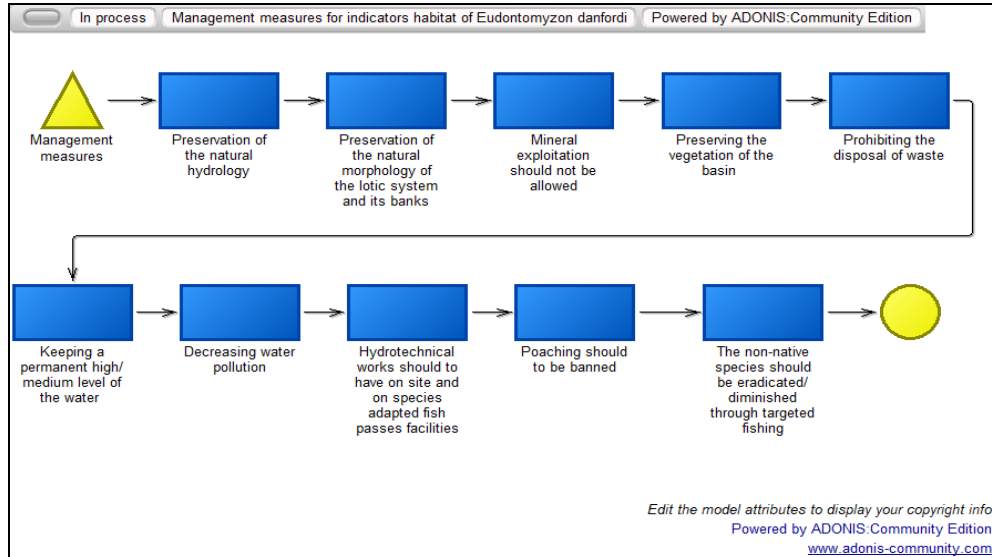 In process
Management measures for indicators habitat of Eudontomyzon danfordi
Powered by ADONIS:Community Edition
Management
measures
Preservation of
the natural
hydrology
Preservation of
the natural
morphology of
the lotic system
and its banks
Mineral
exploitation
should not be
allowed
Preserving the
vegetation of the
basin
Prohibiting the
disposal of waste
Keeping a
permanent high/
medium level of
the water
Decreasing water
pollution
Hydrotechnical
works should to
have on site and
on species
adapted fish
passes facilities
Poaching should
to be banned
The non-native
species should
be eradicated/
diminished
through targeted
fishing
Edit the model attributes to display your copyright info
Powered by ADONIS:Community Edition
www.adonis-community.com